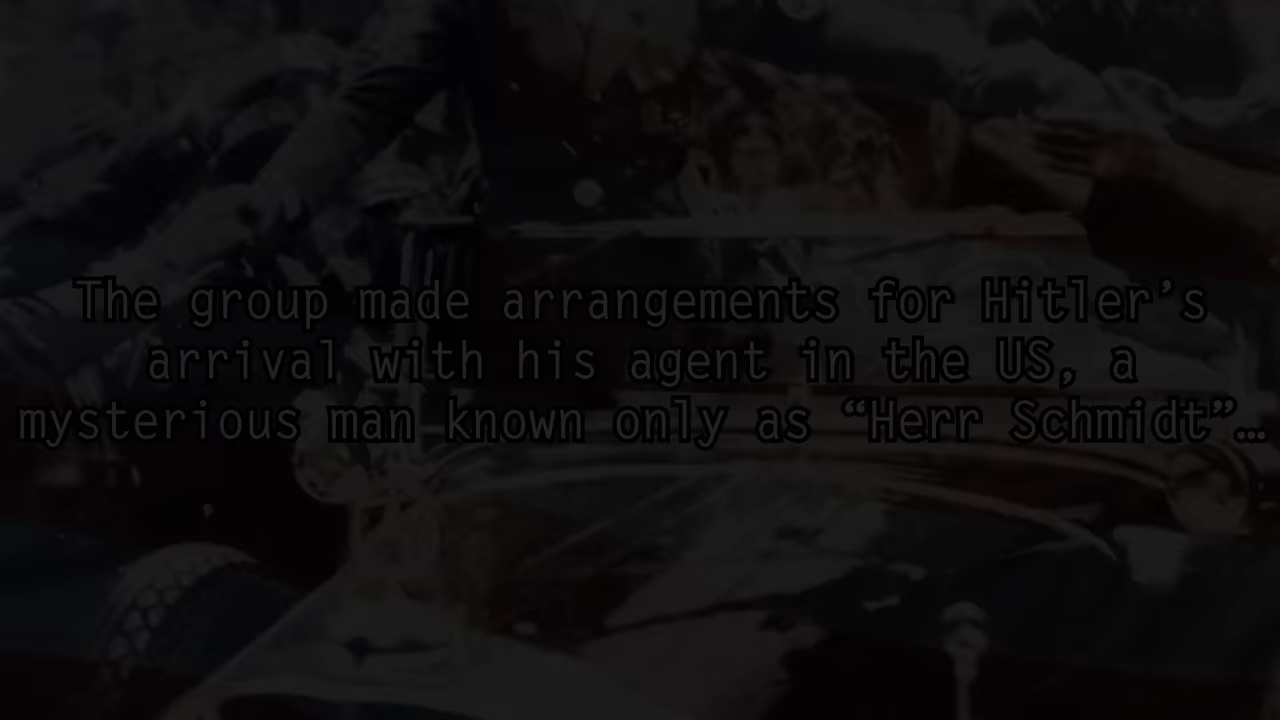 The group made arrangements for Hitler’s
arrival with his agent in the US, a
mysterious man known only as “Herr Schmidt”…